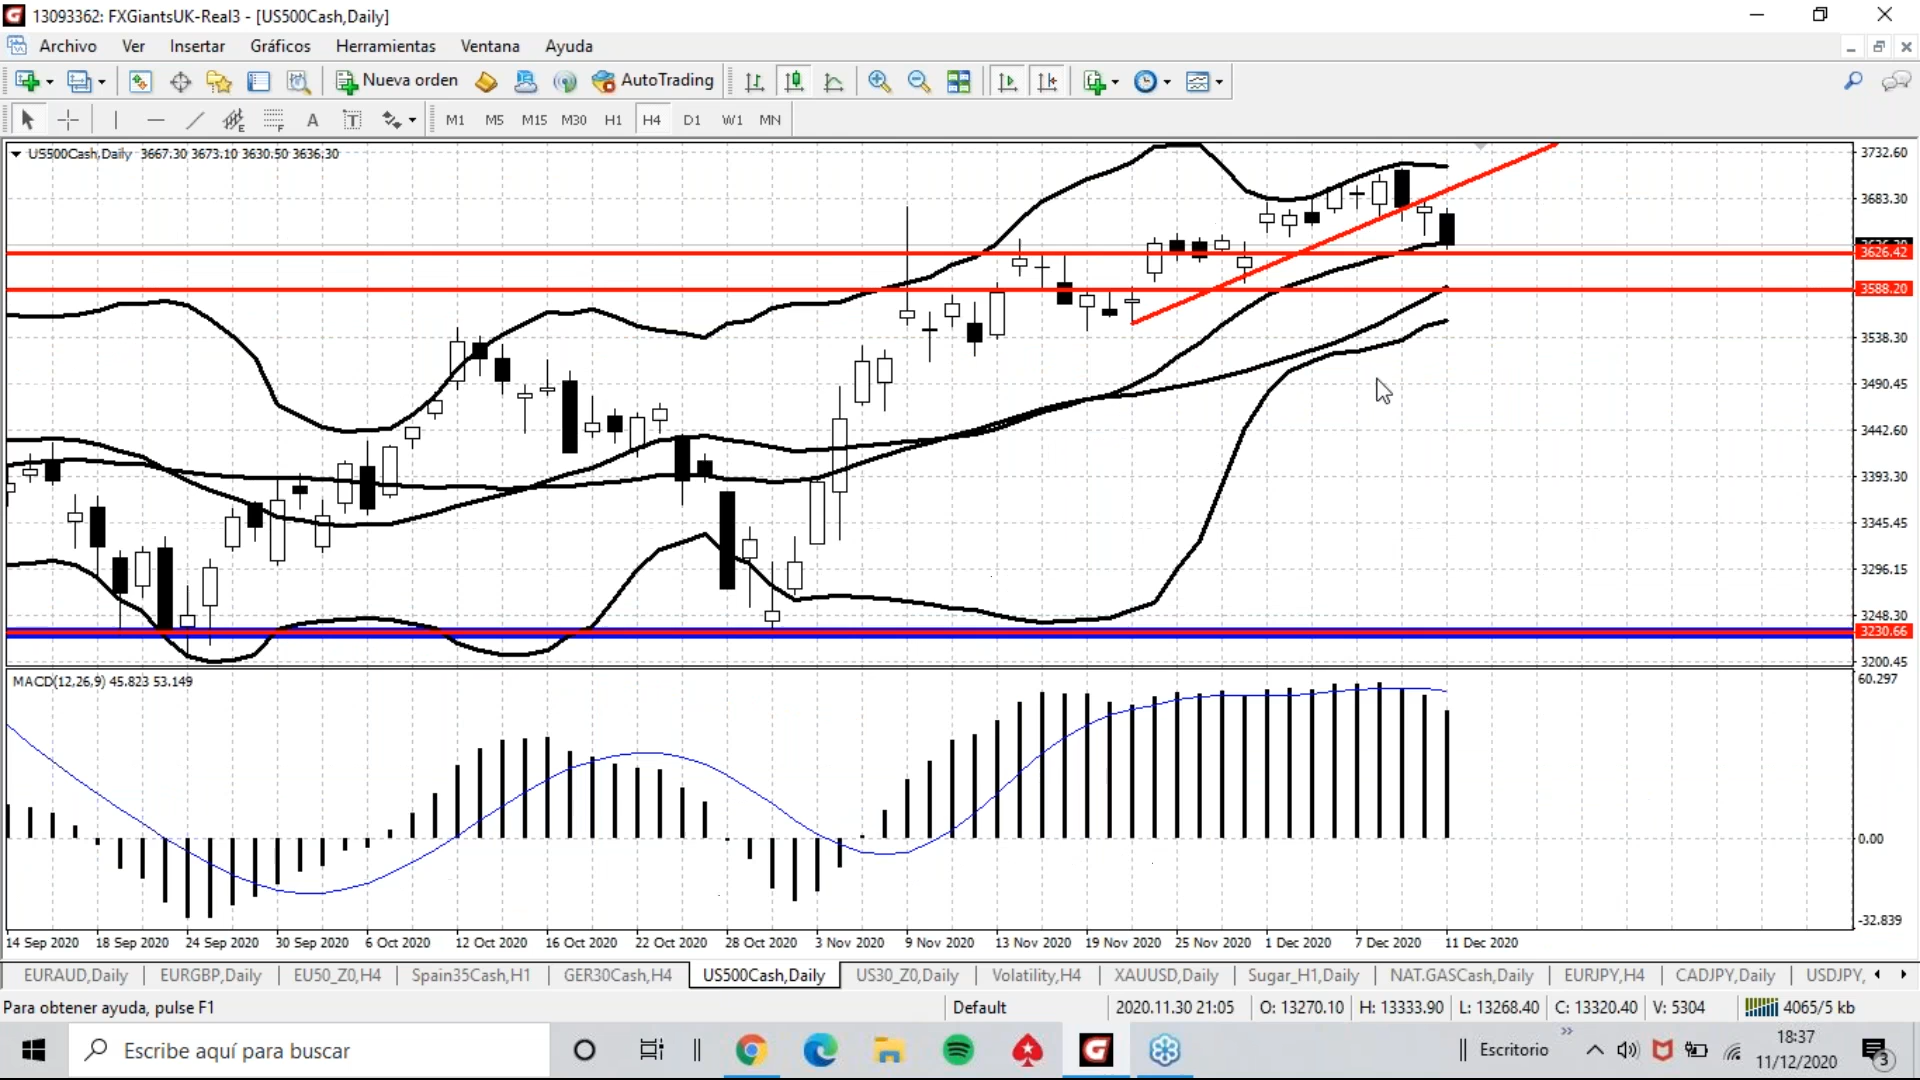 13093362: FXGiantsUK-Real3 - [US500Cash,Daily]
Archivo Ver Insertar Gráficos Herramientas Ventana Ayuda
Nueva orden AutoTrading
E F A T M1 M5 M15 M30 H1 H4 D1 W1 MN
US500Cash,Daily 3667.30 3673.10 3630.50 3636.30
3732.60
3683.30
3626.42
3588.20
3538.30
3490.45
3442.60
3393.30
3345.45
3296.15
3248.30
3230.66
3200.45
MACD(12,26,9) 45.823 53.149
60.297
0.00
-32.839
14 Sep 2020 18 Sep 2020 24 Sep 2020 30 Sep 2020 6 Oct 2020 12 Oct 2020 16 Oct 2020 22 Oct 2020 28 Oct 2020 3 Nov 2020 9 Nov 2020 13 Nov 2020 19 Nov 2020 25 Nov 2020 1 Dec 2020 7 Dec 2020 11 Dec 2020
EURAUD,Daily EURGBP,Daily EU50_Z0,H4 Spain35Cash,H1 GER30Cash,H4 US500Cash,Daily US30_Z0,Daily Volatility,H4 XAUUSD,Daily Sugar_H1,Daily NAT.GASCash,Daily EURJPY,H4 CADJPY,Daily USDJPY,
Para obtener ayuda, pulse F1 Default 2020.11.30 21:05 O: 13270.10 H: 13333.90 L: 13268.40 C: 13320.40 V: 5304 4065/5 kb
Escribe aquí para buscar Escritorio 18:37
11/12/2020 3